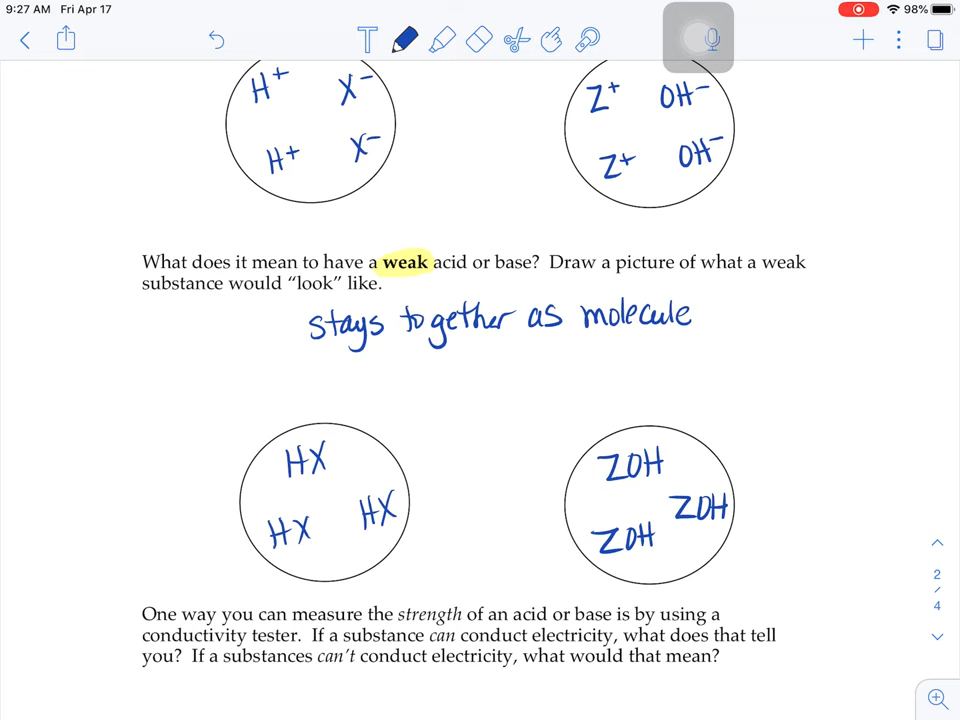 9:27 AM Fri Apr 17 98%
T
H⁺ X⁻ Z⁺ OH⁻
H⁺ X⁻ Z⁺ OH⁻
What does it mean to have a weak acid or base? Draw a picture of what a weak
substance would “look” like.
stays together as molecule
HX ZOH
HX ZOH
HX ZOH
One way you can measure the strength of an acid or base is by using a
conductivity tester. If a substance can conduct electricity, what does that tell
you? If a substances can’t conduct electricity, what would that mean?
2
/
4